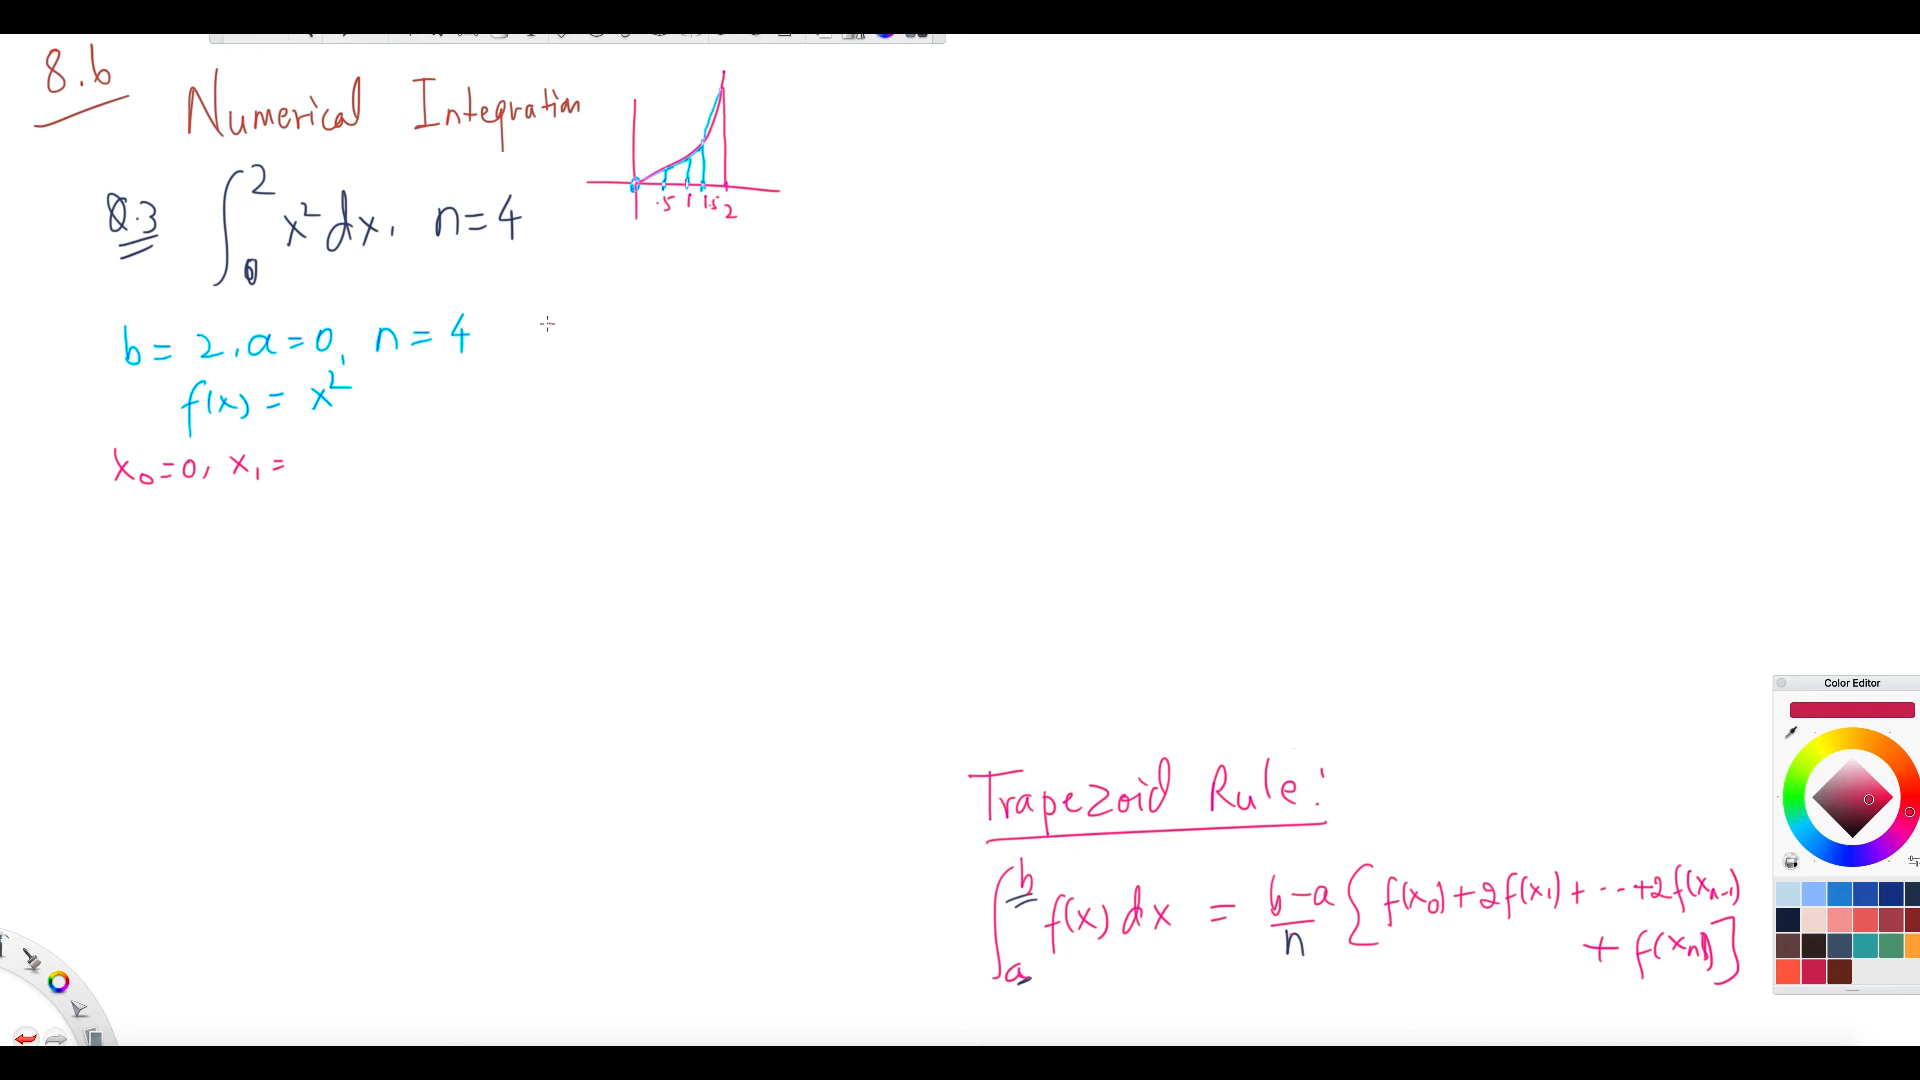 8.6
Numerical Integration
Q.3 ∫₀² x² dx, n=4
.5 1 1.5 2
b = 2, a = 0, n = 4
f(x) = x²
x₀=0, x₁=
Trapezoid Rule:
∫ₐᵇ f(x) dx = b-a/n {f(x₀)+2f(x₁)+ ... +2f(xₙ₋₁)
+ f(xₙ)]
Color Editor